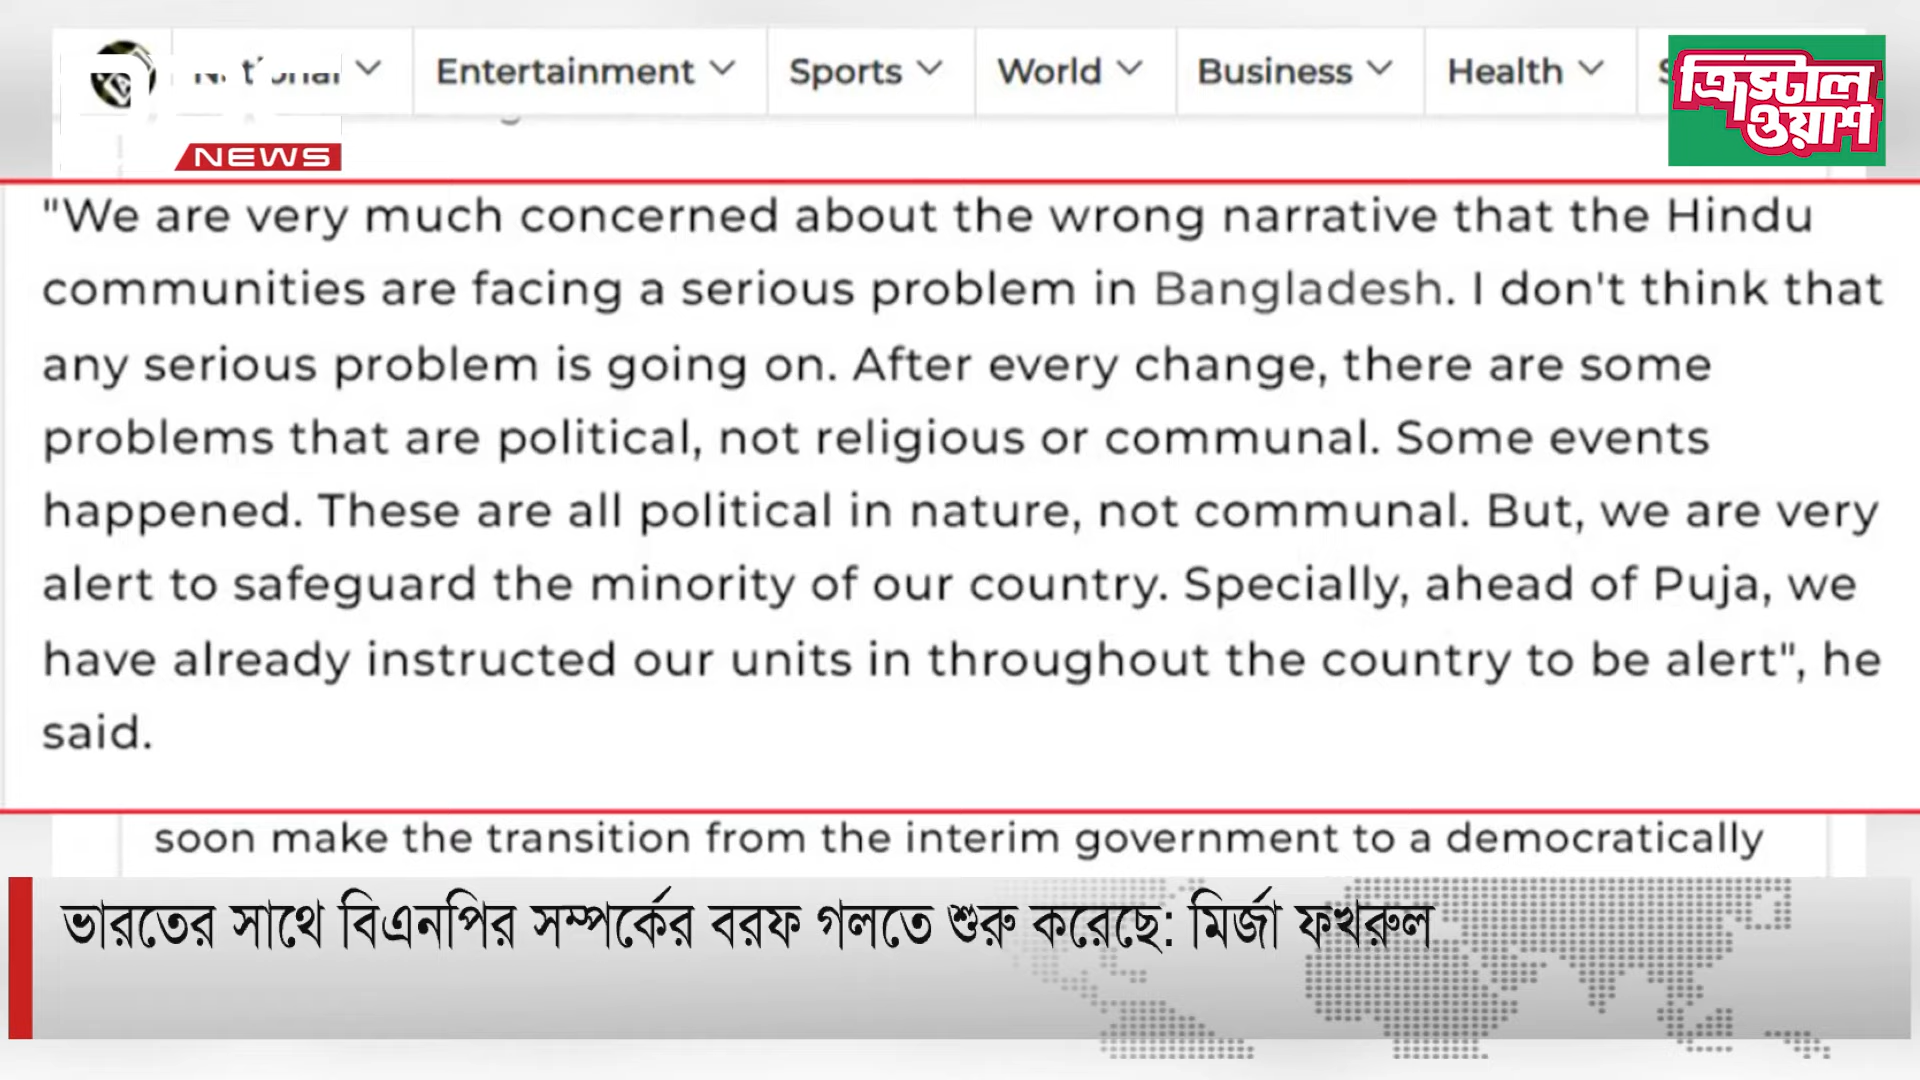 Entertainment Sports World Business Health
ক্রিস্টাল
ওয়াশ
NEWS
"We are very much concerned about the wrong narrative that the Hindu
communities are facing a serious problem in Bangladesh. I don't think that
any serious problem is going on. After every change, there are some
problems that are political, not religious or communal. Some events
happened. These are all political in nature, not communal. But, we are very
alert to safeguard the minority of our country. Specially, ahead of Puja, we
have already instructed our units in throughout the country to be alert", he
said.
soon make the transition from the interim government to a democratically
ভারতের সাথে বিএনপির সম্পর্কের বরফ গলতে শুরু করেছে: মির্জা ফখরুল